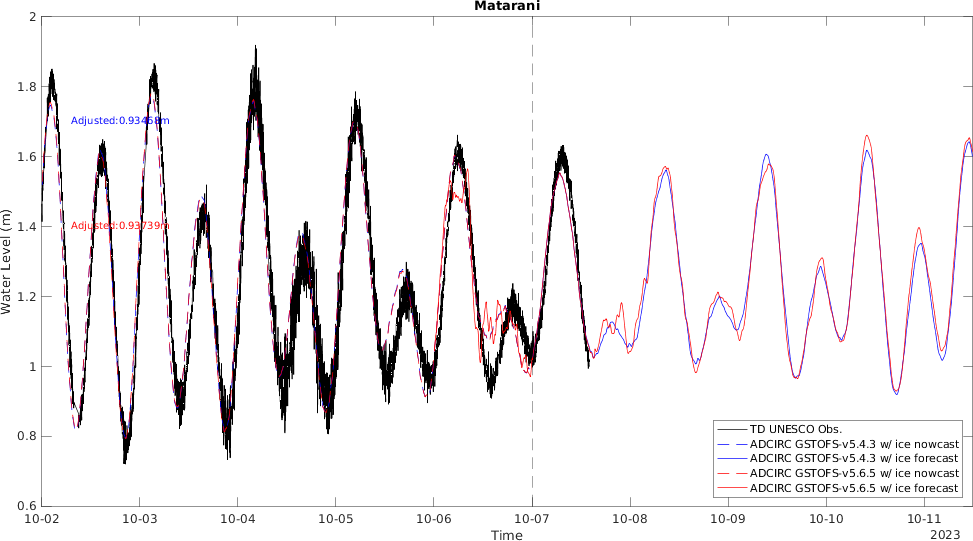 Matarani
2
1.8
1.6
1.4
1.2
1
0.8
0.6
Water Level (m)
Adjusted:0.93468m
Adjusted:0.93739m
TD UNESCO Obs.
ADCIRC GSTOFS-v5.4.3 w/ ice nowcast
ADCIRC GSTOFS-v5.4.3 w/ ice forecast
ADCIRC GSTOFS-v5.6.5 w/ ice nowcast
ADCIRC GSTOFS-v5.6.5 w/ ice forecast
10-02 10-03 10-04 10-05 10-06 10-07 10-08 10-09 10-10 10-11
Time
2023